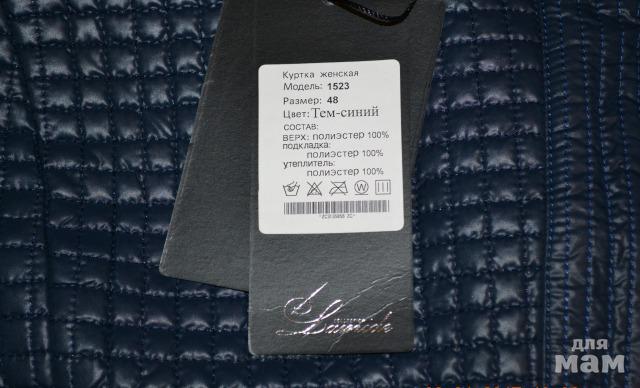 Куртка женская
Модель: 1523
Размер: 48
Цвет: Тем-синий
СОСТАВ:
ВЕРХ: полиэстер 100%
подкладка:
полиэстер 100%
утеплитель:
полиэстер 100%
для
мам